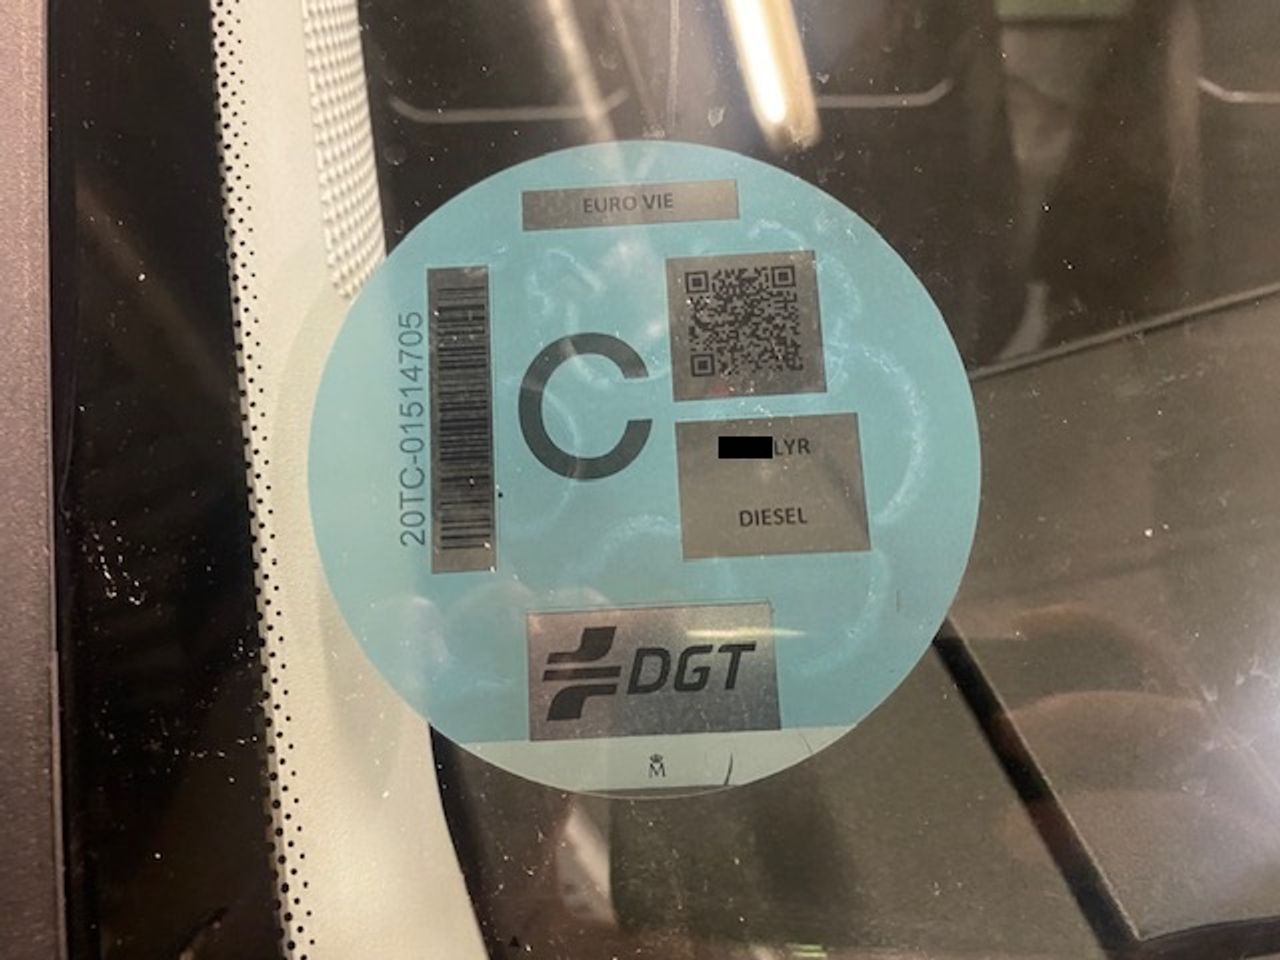 EURO VIE
20TC-01514705
C
LYR
DIESEL
DGT
M